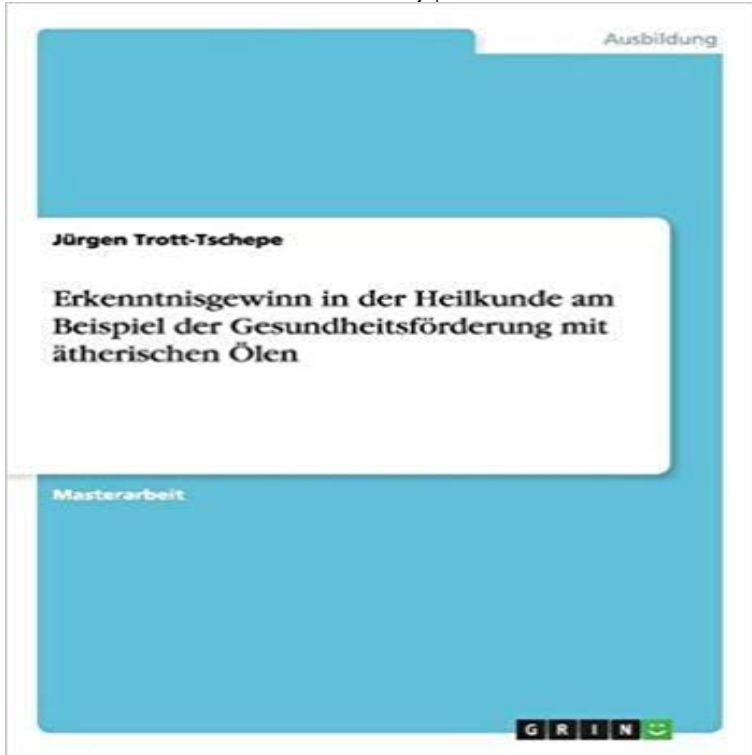 Ausbildung
Jürgen Trott-Tschepe
Erkenntnisgewinn in der Heilkunde am
Beispiel der Gesundheitsförderung mit
ätherischen Ölen
Masterarbeit
GRIN